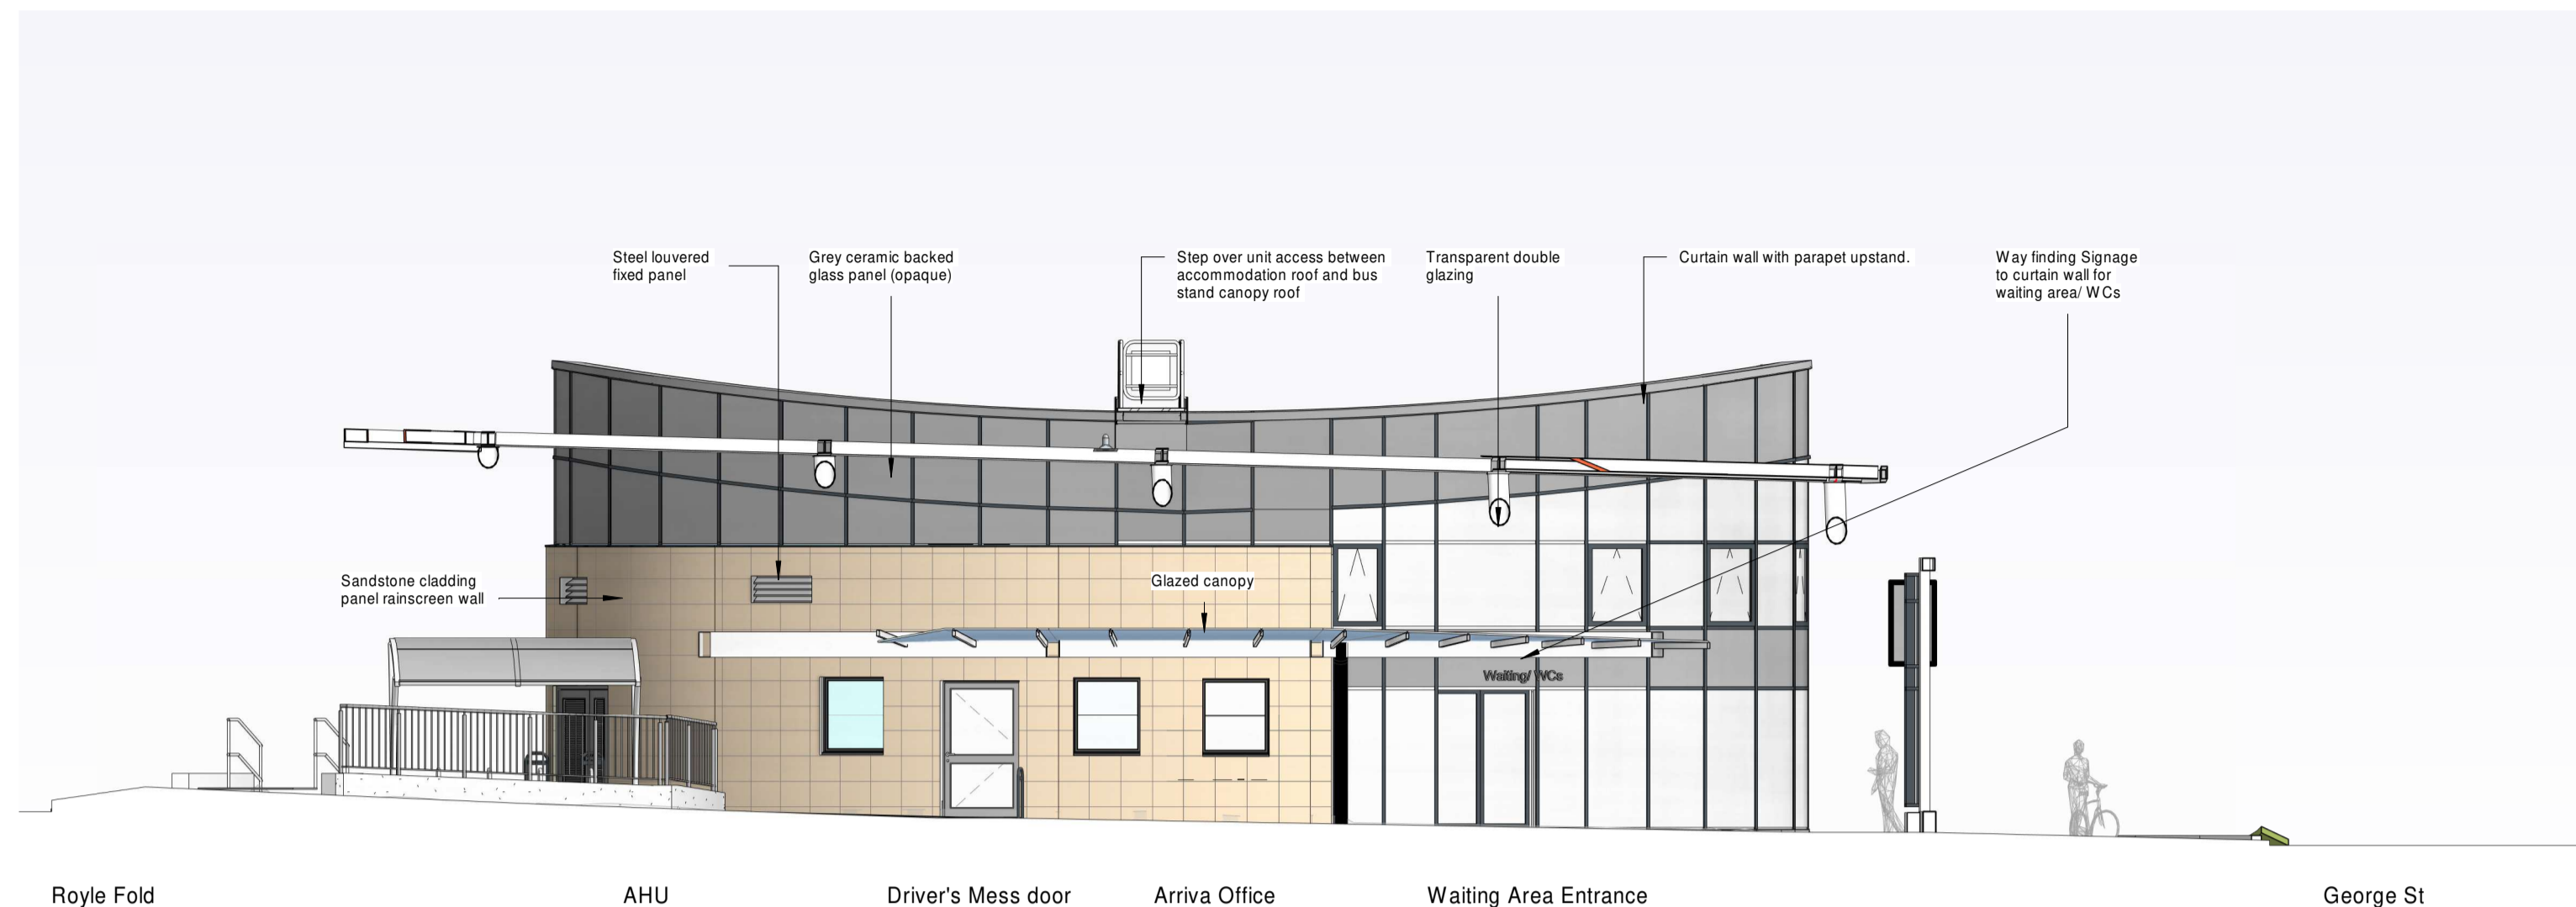 Steel louvered
fixed panel
Grey ceramic backed
glass panel (opaque)
Step over unit access between
accommodation roof and bus
stand canopy roof
Transparent double
glazing
Curtain wall with parapet upstand.
Way finding Signage
to curtain wall for
waiting area/ WCs
Sandstone cladding
panel rainscreen wall
Glazed canopy
Waiting/ WCs
Royle Fold
AHU
Driver's Mess door
Arriva Office
Waiting Area Entrance
George St